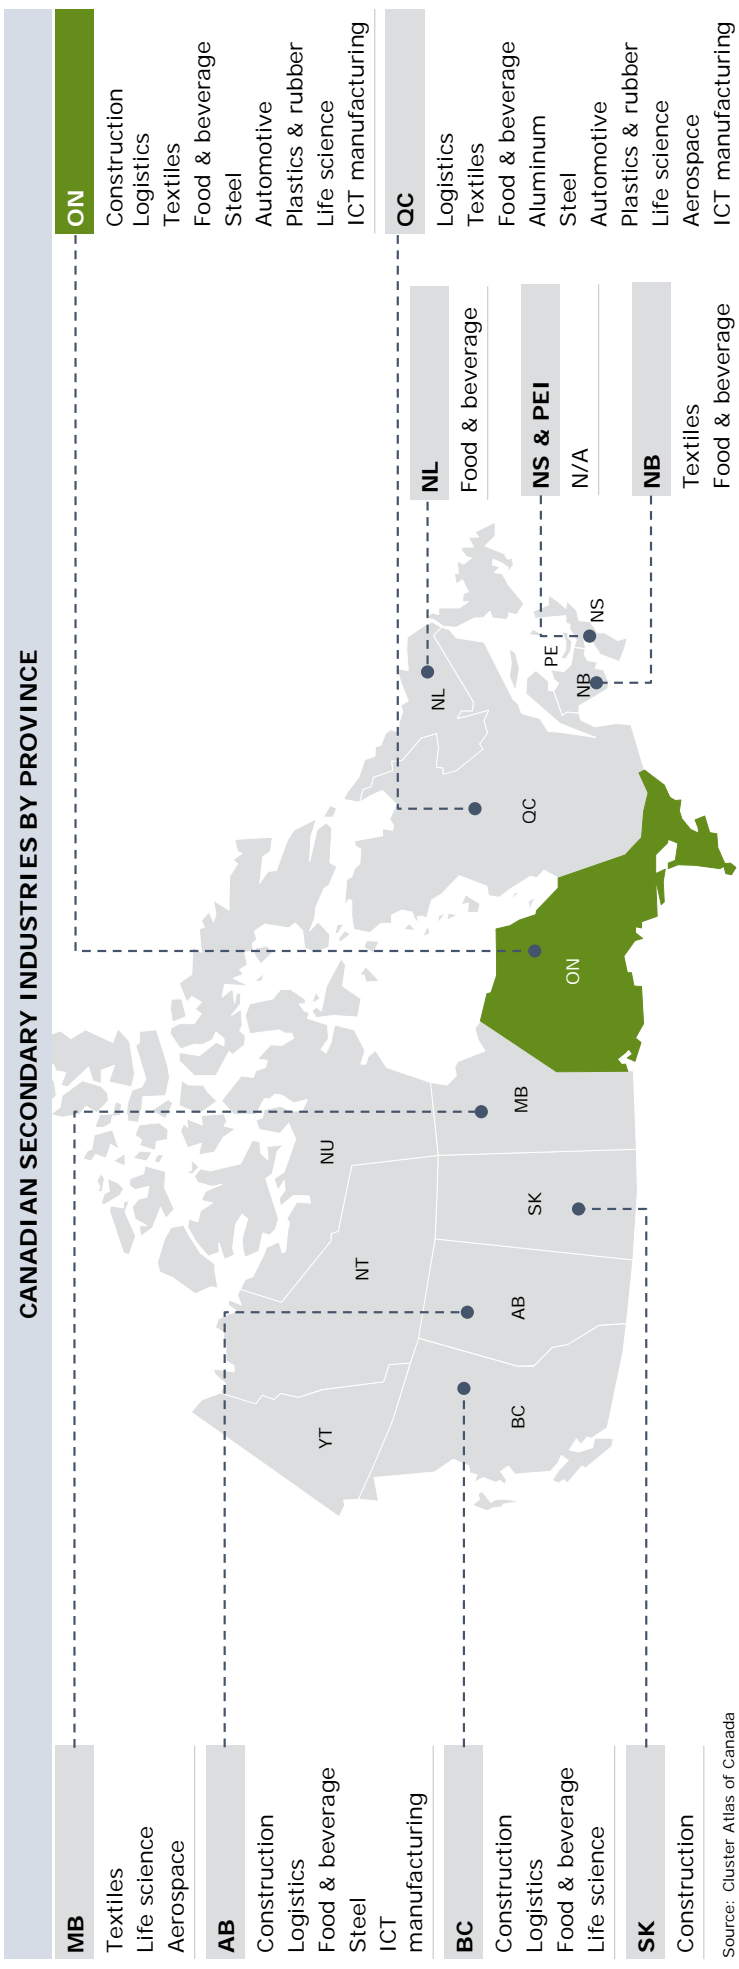 CANADIAN SECONDARY INDUSTRIES BY PROVINCE
MB
Textiles
Life science
Aerospace
AB
Construction
Logistics
Food & beverage
Steel
ICT
manufacturing
BC
Construction
Logistics
Food & beverage
Life science
SK
Construction
YT
NT
NU
BC
AB
SK
MB
ON
QC
NL
PE
NB
NS
NL
Food & beverage
NS & PEI
N/A
NB
Textiles
Food & beverage
ON
Construction
Logistics
Textiles
Food & beverage
Steel
Automotive
Plastics & rubber
Life science
ICT manufacturing
QC
Logistics
Textiles
Food & beverage
Aluminum
Steel
Automotive
Plastics & rubber
Life science
Aerospace
ICT manufacturing
Source: Cluster Atlas of Canada